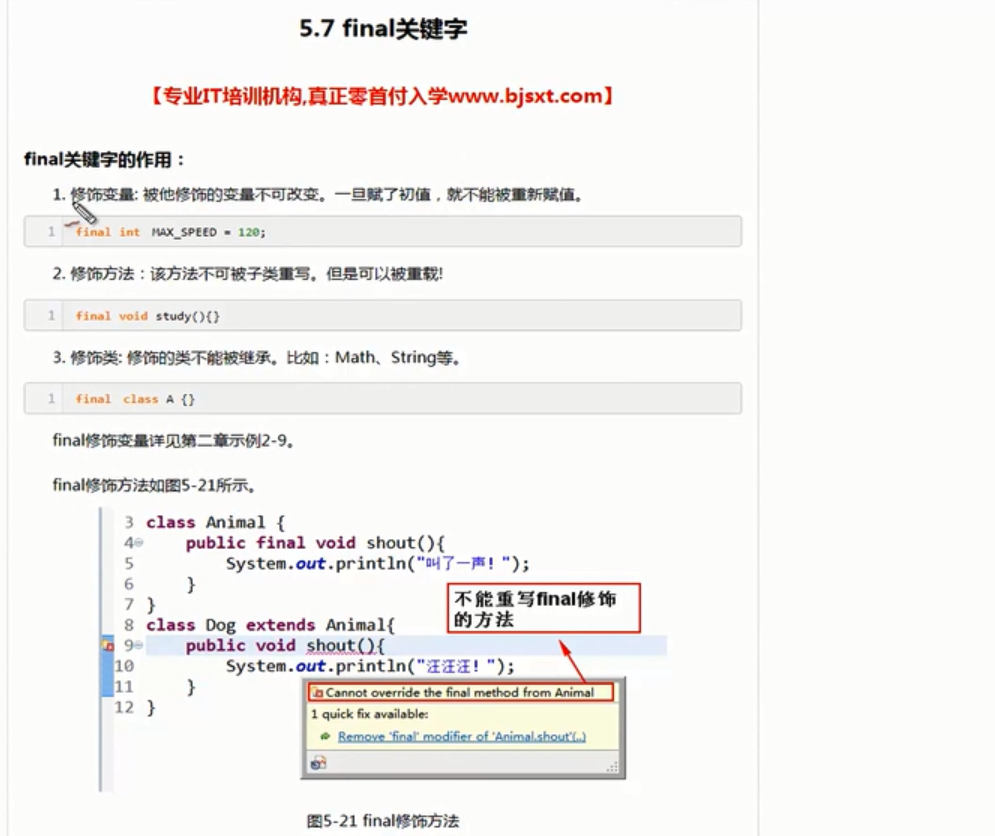 5.7 final关键字
【专业IT培训机构,真正零首付入学www.bjsxt.com】
final关键字的作用：
1. 修饰变量: 被他修饰的变量不可改变。一旦赋了初值，就不能被重新赋值。
1 final int MAX_SPEED = 120;
2. 修饰方法：该方法不可被子类重写。但是可以被重载!
1 final void study(){}
3. 修饰类: 修饰的类不能被继承。比如：Math、String等。
1 final class A {}
final修饰变量详见第二章示例2-9。
final修饰方法如图5-21所示。
3 class Animal {
4 public final void shout(){
5 System.out.println("叫了一声！");
6 }
7 }
不能重写final修饰
的方法
8 class Dog extends Animal{
9 public void shout(){
10 System.out.println("汪汪汪！");
11 }
12 }
Cannot override the final method from Animal
1 quick fix available:
Remove 'final' modifier of 'Animal.shout'(..)
图5-21 final修饰方法